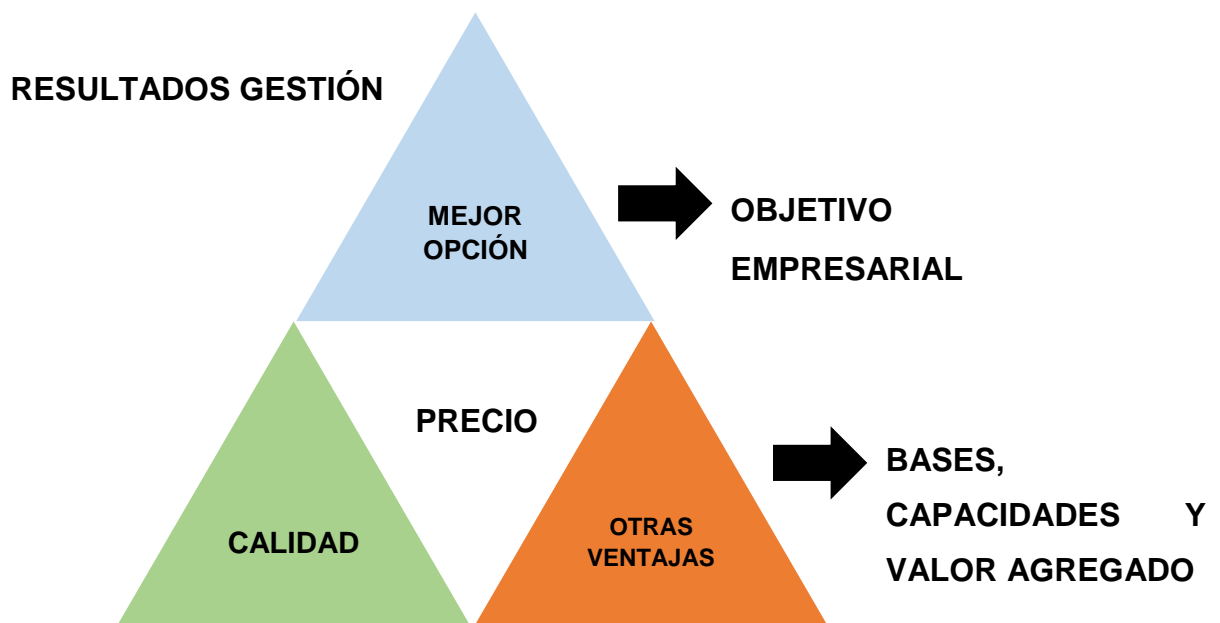 RESULTADOS GESTIÓN
MEJOR
OPCIÓN
OBJETIVO
EMPRESARIAL
PRECIO
CALIDAD
OTRAS
VENTAJAS
BASES,
CAPACIDADES Y
VALOR AGREGADO